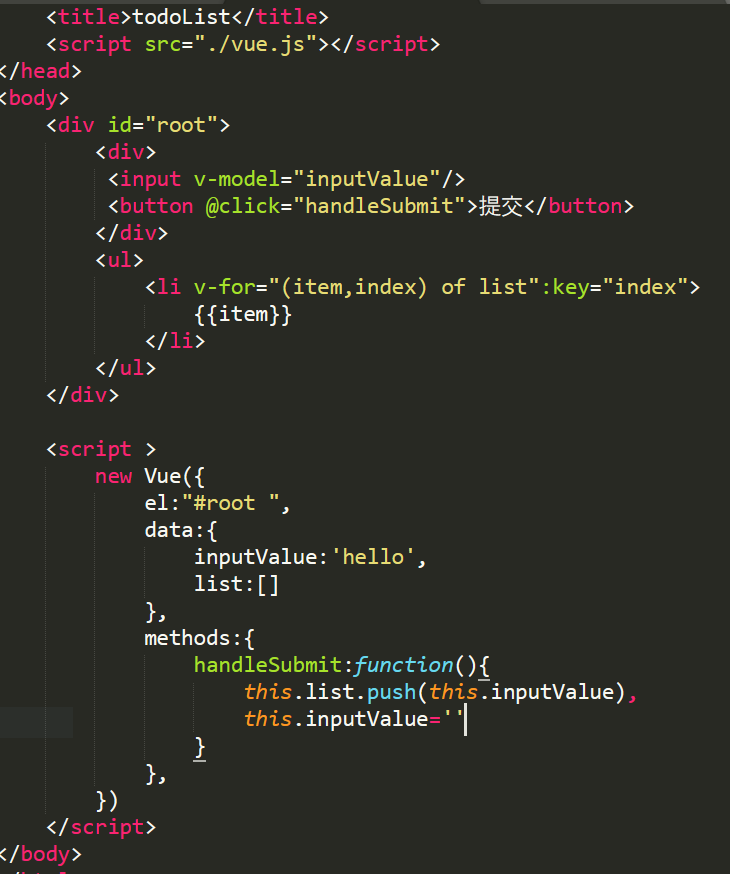 <title>todoList</title>
<script src="./vue.js"></script>
</head>
<body>
<div id="root">
<div>
<input v-model="inputValue"/>
<button @click="handleSubmit">提交</button>
</div>
<ul>
<li v-for="(item,index) of list":key="index">
{{item}}
</li>
</ul>
</div>
<script >
new Vue({
el:"#root ",
data:{
inputValue:'hello',
list:[]
},
methods:{
handleSubmit:function(){
this.list.push(this.inputValue),
this.inputValue=''
}
},
})
</script>
</body>